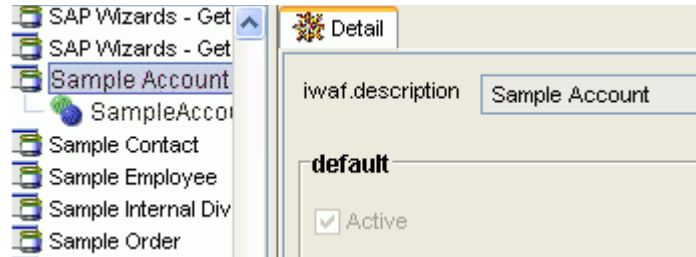 SAP Wizards - Get
SAP Wizards - Get
Sample Account
SampleAccou
Sample Contact
Sample Employee
Sample Internal Div
Sample Order
Detail
iwaf.description
Sample Account
default
Active